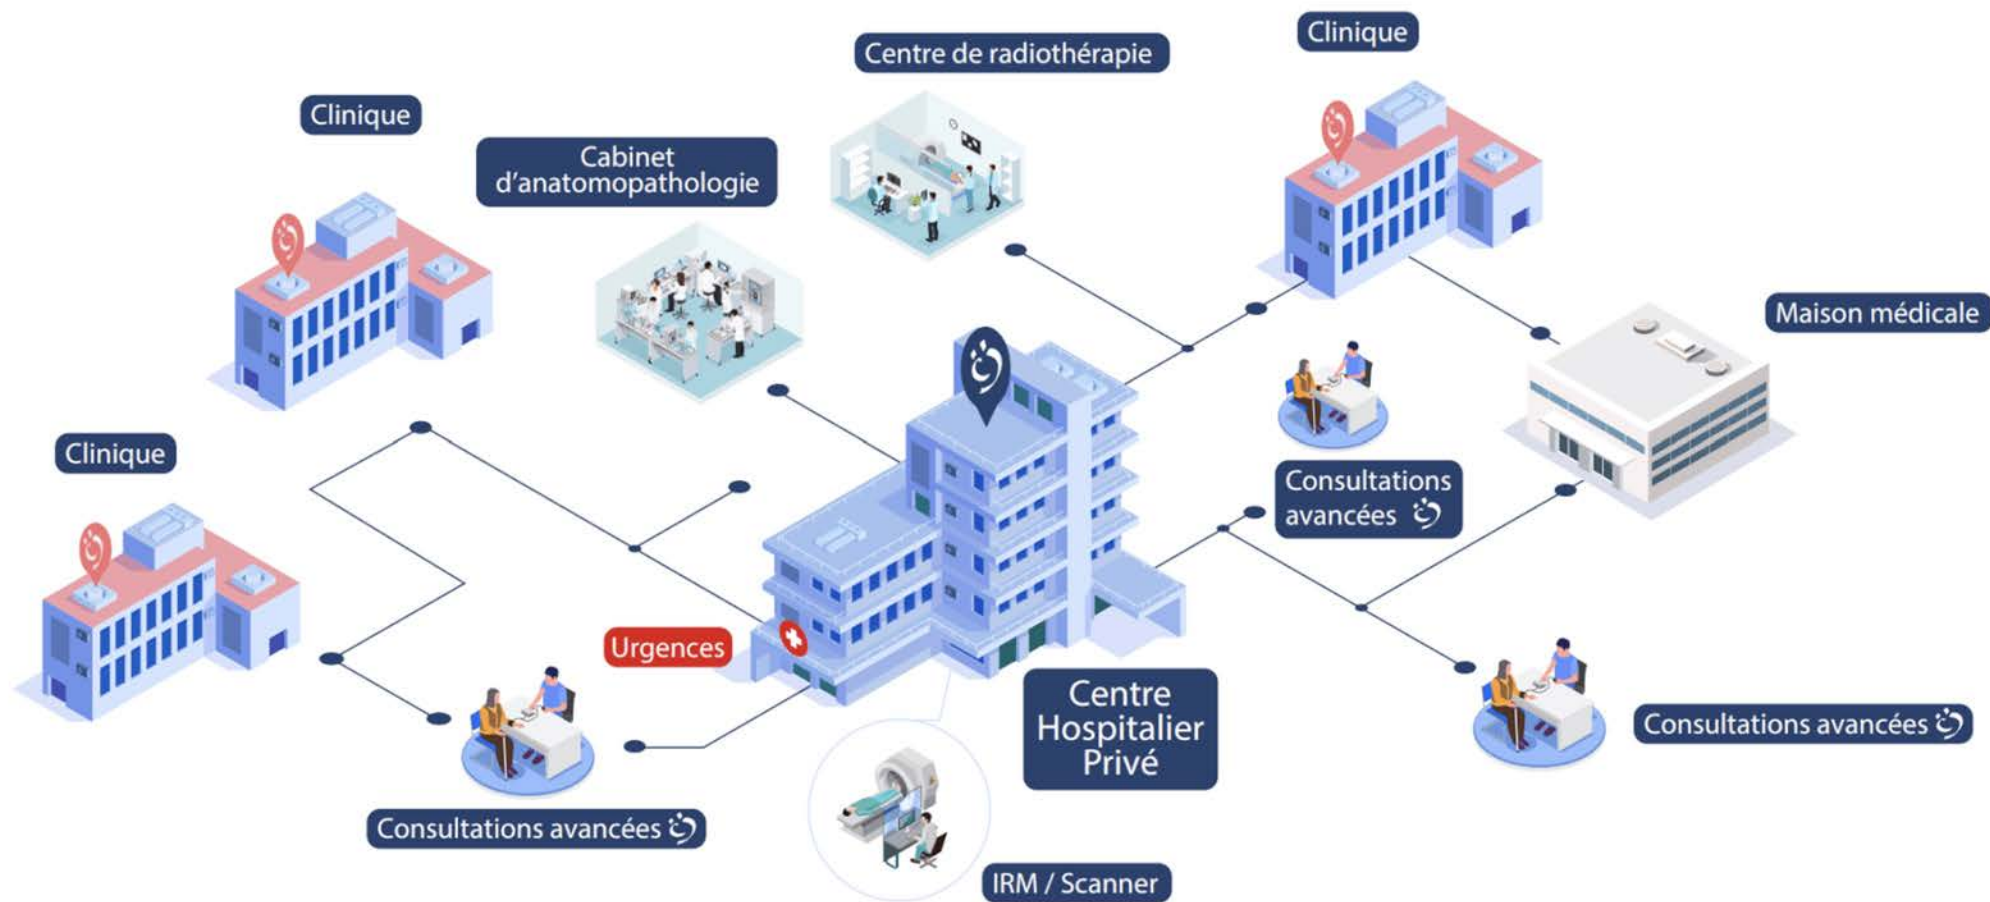 Clinique
Centre de radiothérapie
Clinique
Cabinet
d'anatomopathologie
Maison médicale
Clinique
Consultations
avancées
Urgences
Centre
Hospitalier
Privé
Consultations avancées
Consultations avancées
IRM / Scanner